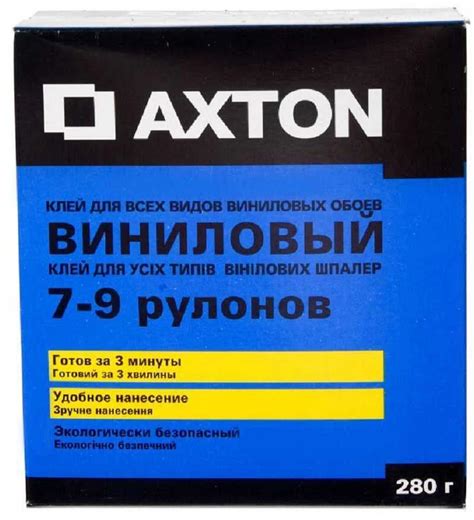 AXTON
КЛЕЙ ДЛЯ ВСЕХ ВИДОВ ВИНИЛОВЫХ ОБОЕВ
ВИНИЛОВЫЙ
КЛЕЙ ДЛЯ УСІХ ТИПІВ ВІНІЛОВИХ ШПАЛЕР
7-9 рулонов
Готов за 3 минуты
Готовий за 3 хвилины
Удобное нанесение
Зручне нанесення
Экологически безопасный
Екологічно безпечний
280 г